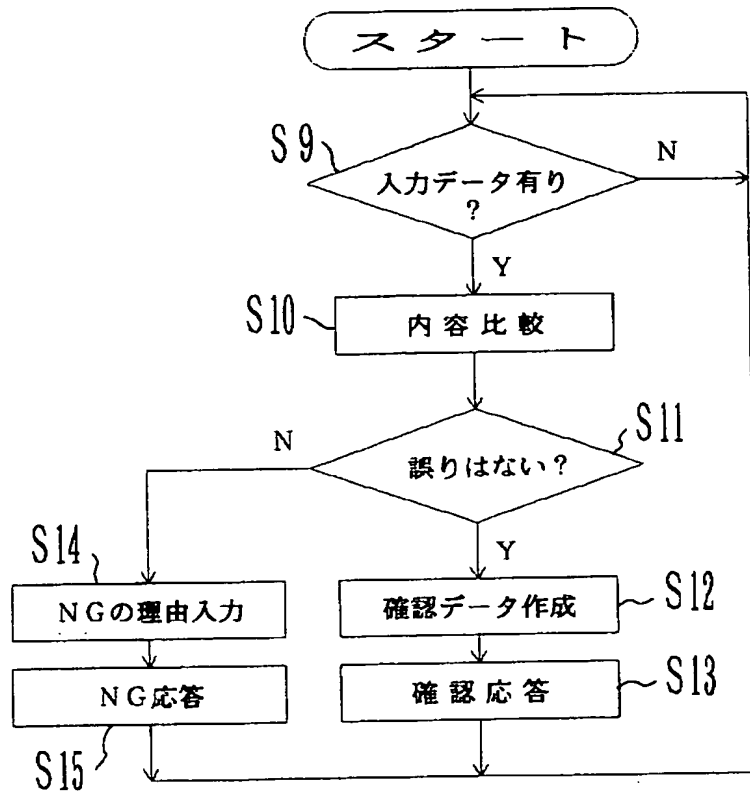 スタート
S9
入力データ有り
?
N
Y
S10
内容比較
S11
誤りはない?
N
Y
S14
NGの理由入力
S12
確認データ作成
S13
確認応答
NG応答
S15